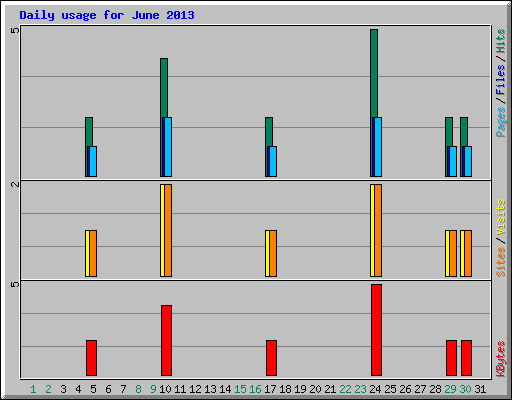 Daily usage for June 2013
5
2
5
Pages / Files / Hits
Sites / Visits
KBytes
1 2 3 4 5 6 7 8 9 10 11 12 13 14 15 16 17 18 19 20 21 22 23 24 25 26 27 28 29 30 31